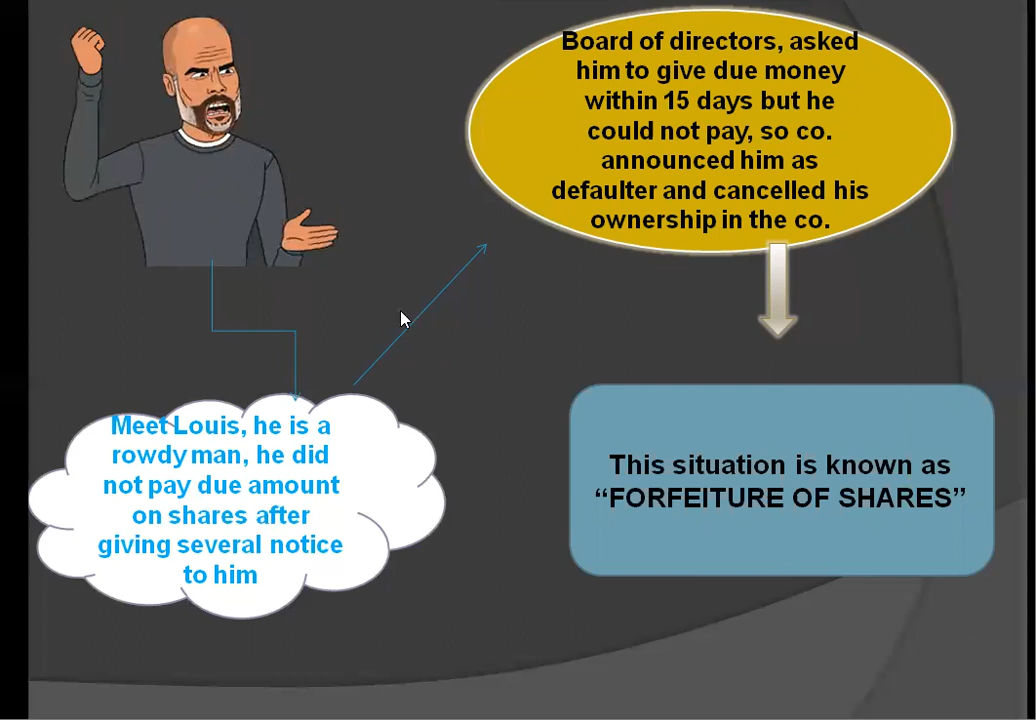 Meet Louis, he is a
rowdy man, he did
not pay due amount
on shares after
giving several notice
to him
Board of directors, asked
him to give due money
within 15 days but he
could not pay, so co.
announced him as
defaulter and cancelled his
ownership in the co.
This situation is known as
“FORFEITURE OF SHARES”